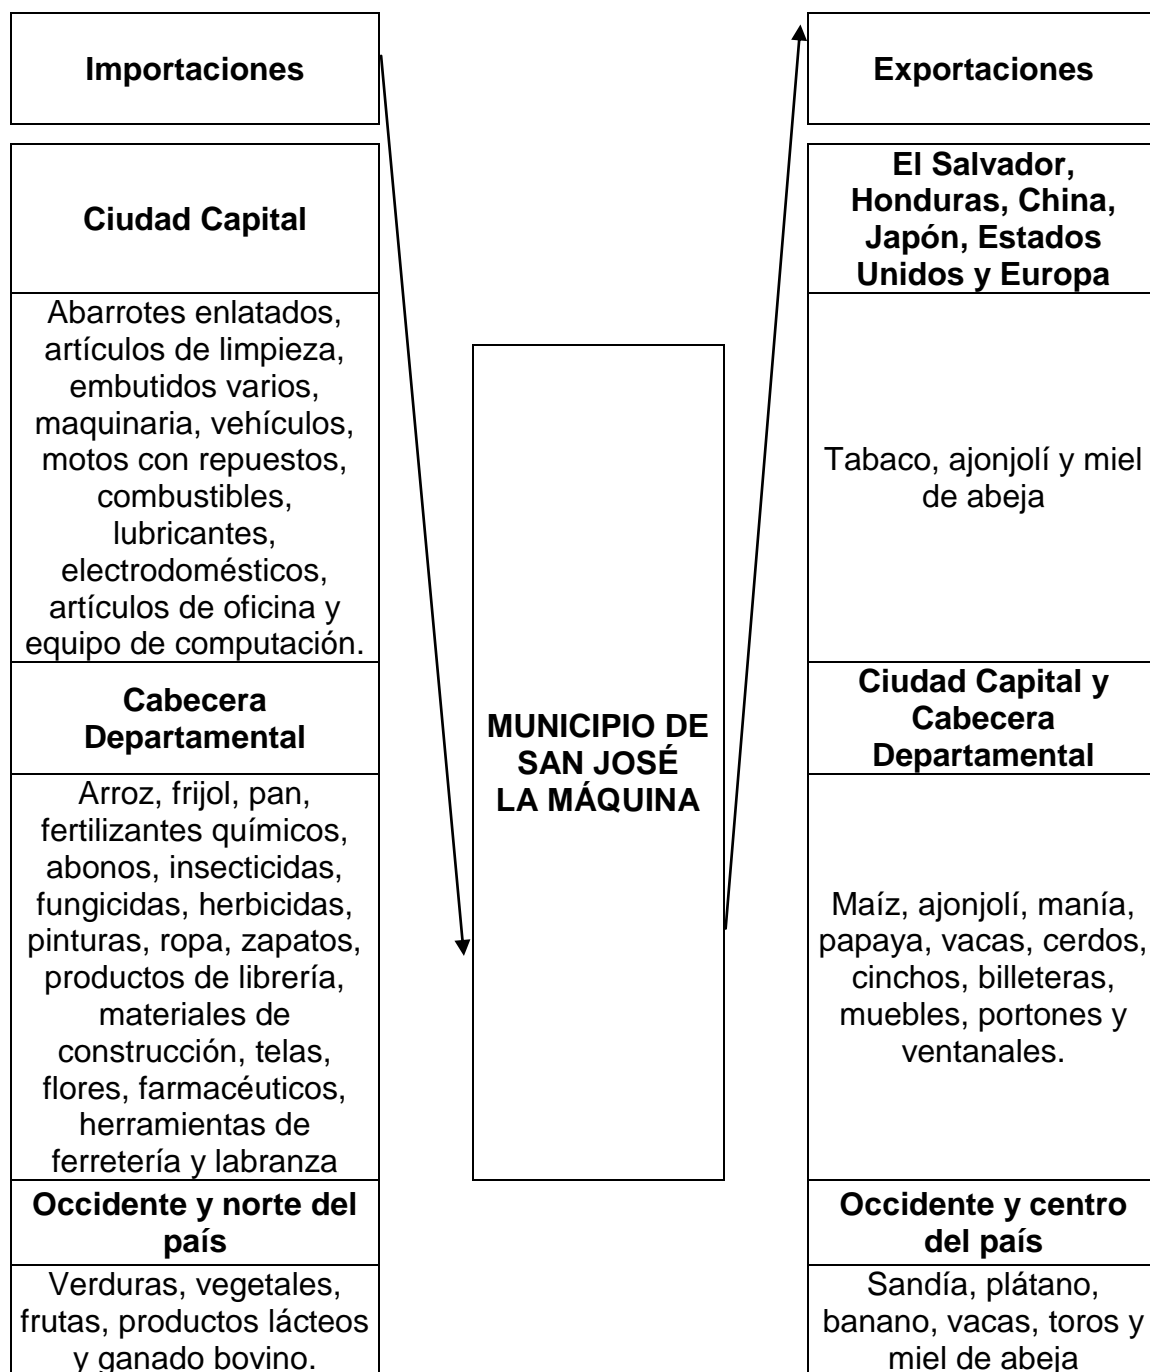 Importaciones
Ciudad Capital
Abarrotes enlatados,
artículos de limpieza,
embutidos varios,
maquinaria, vehículos,
motos con repuestos,
combustibles,
lubricantes,
electrodomésticos,
artículos de oficina y
equipo de computación.
Cabecera
Departamental
Arroz, frijol, pan,
fertilizantes químicos,
abonos, insecticidas,
fungicidas, herbicidas,
pinturas, ropa, zapatos,
productos de librería,
materiales de
construcción, telas,
flores, farmacéuticos,
herramientas de
ferretería y labranza
Occidente y norte del
país
Verduras, vegetales,
frutas, productos lácteos
y ganado bovino.
MUNICIPIO DE
SAN JOSÉ
LA MÁQUINA
Exportaciones
El Salvador,
Honduras, China,
Japón, Estados
Unidos y Europa
Tabaco, ajonjolí y miel
de abeja
Ciudad Capital y
Cabecera
Departamental
Maíz, ajonjolí, manía,
papaya, vacas, cerdos,
cinchos, billeteras,
muebles, portones y
ventanales.
Occidente y centro
del país
Sandía, plátano,
banano, vacas, toros y
miel de abeja